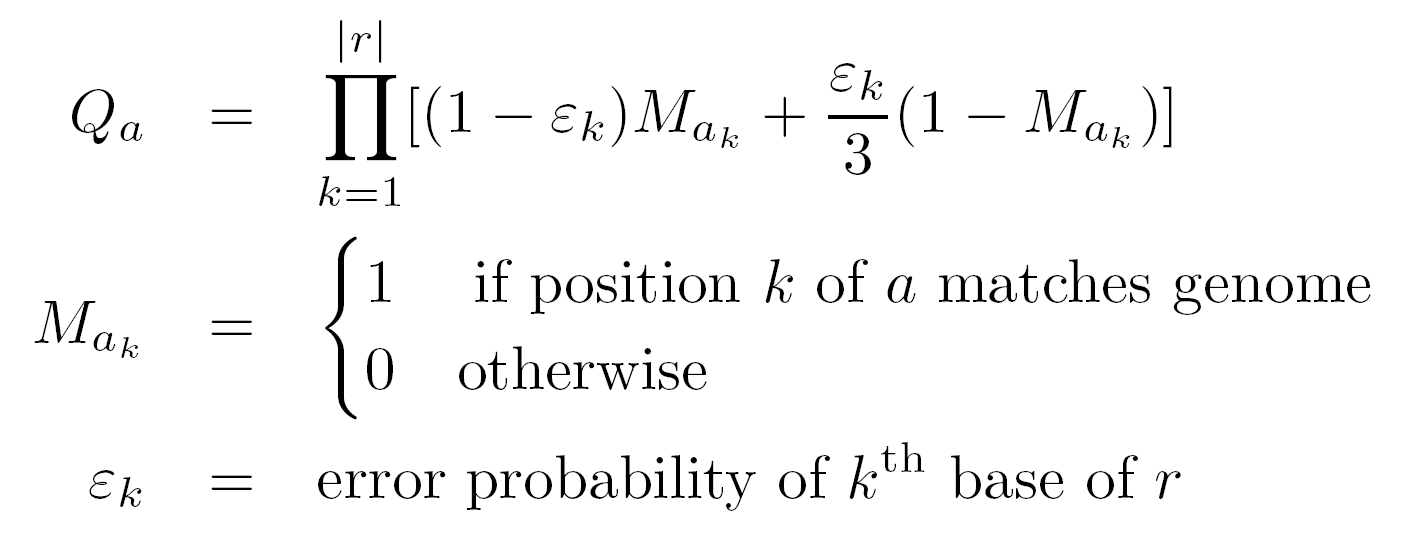 Qₐ = ∏_{k=1}^{|r|} [(1 − ε_k)M_{a_k} + ε_k/3 (1 − M_{a_k})]
M_{a_k} = { 1 if position k of a matches genome
0 otherwise
ε_k = error probability of k^{th} base of r